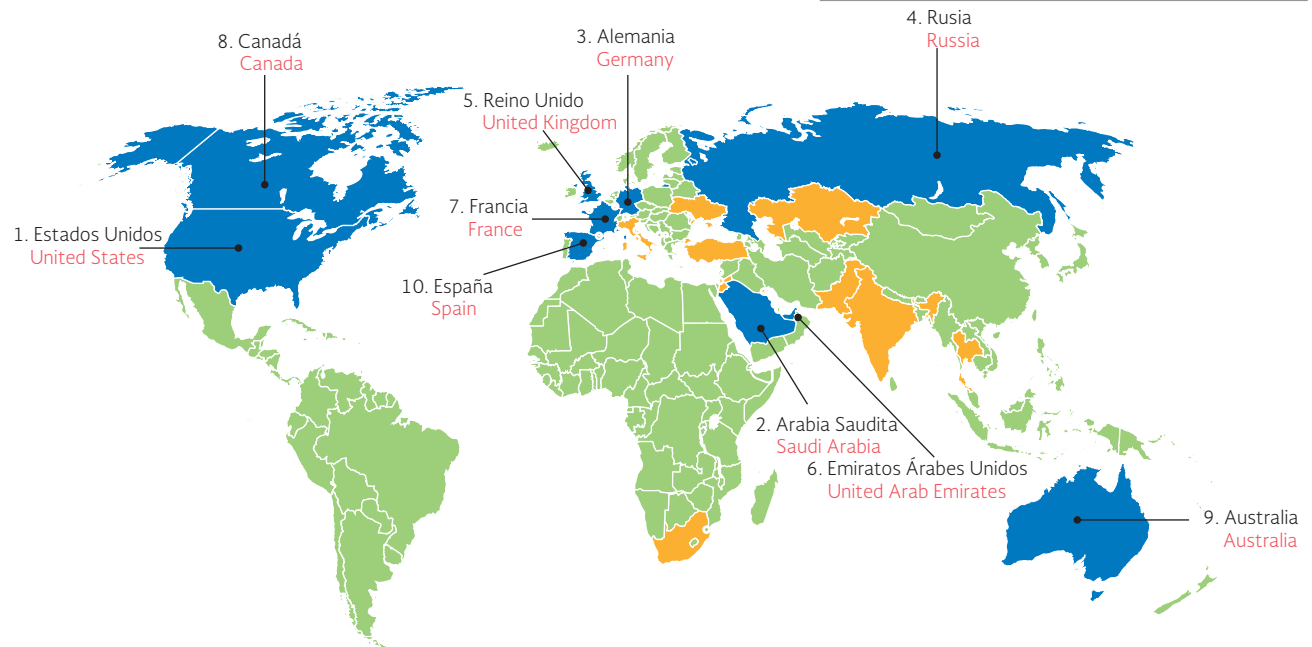 4. Rusia
Russia
8. Canadá
Canada
3. Alemania
Germany
5. Reino Unido
United Kingdom
7. Francia
France
1. Estados Unidos
United States
10. España
Spain
2. Arabia Saudita
Saudi Arabia
6. Emiratos Árabes Unidos
United Arab Emirates
9. Australia
Australia